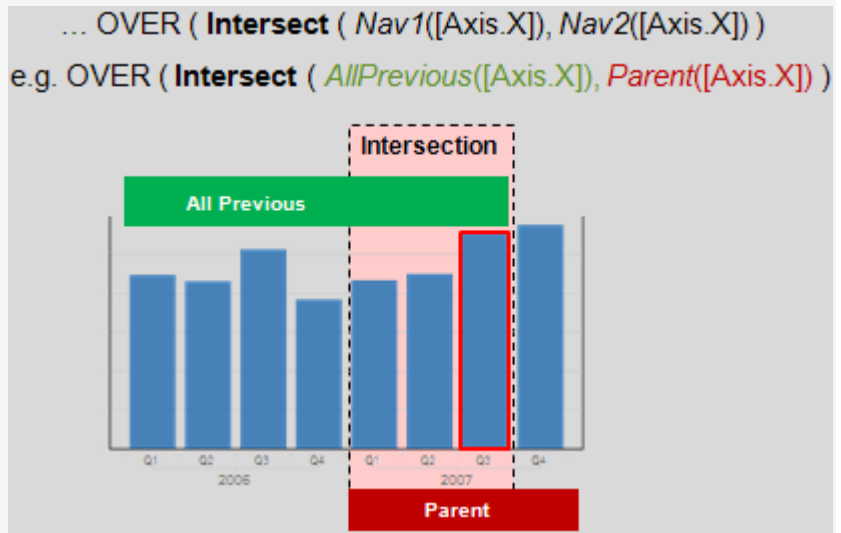 ... OVER ( Intersect ( Nav1([Axis.X]), Nav2([Axis.X]) )
e.g. OVER ( Intersect ( AllPrevious([Axis.X]), Parent([Axis.X]) )
Intersection
All Previous
Q1 Q2 Q3 Q4 Q1 Q2 Q3 Q4
2006 2007
Parent